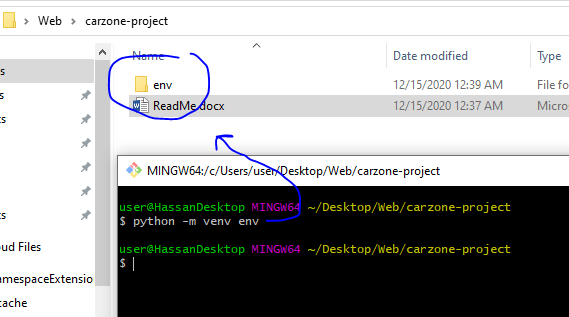 Web > carzone-project
Name
Date modified
Type
env
12/15/2020 12:39 AM
File fo
ReadMe.docx
12/15/2020 12:37 AM
Micros
ud Files
amespaceExtensio
cache
MINGW64:/c/Users/user/Desktop/Web/carzone-project
user@HassanDesktop MINGW64 ~/Desktop/Web/carzone-project
$ python -m venv env
user@HassanDesktop MINGW64 ~/Desktop/Web/carzone-project
$